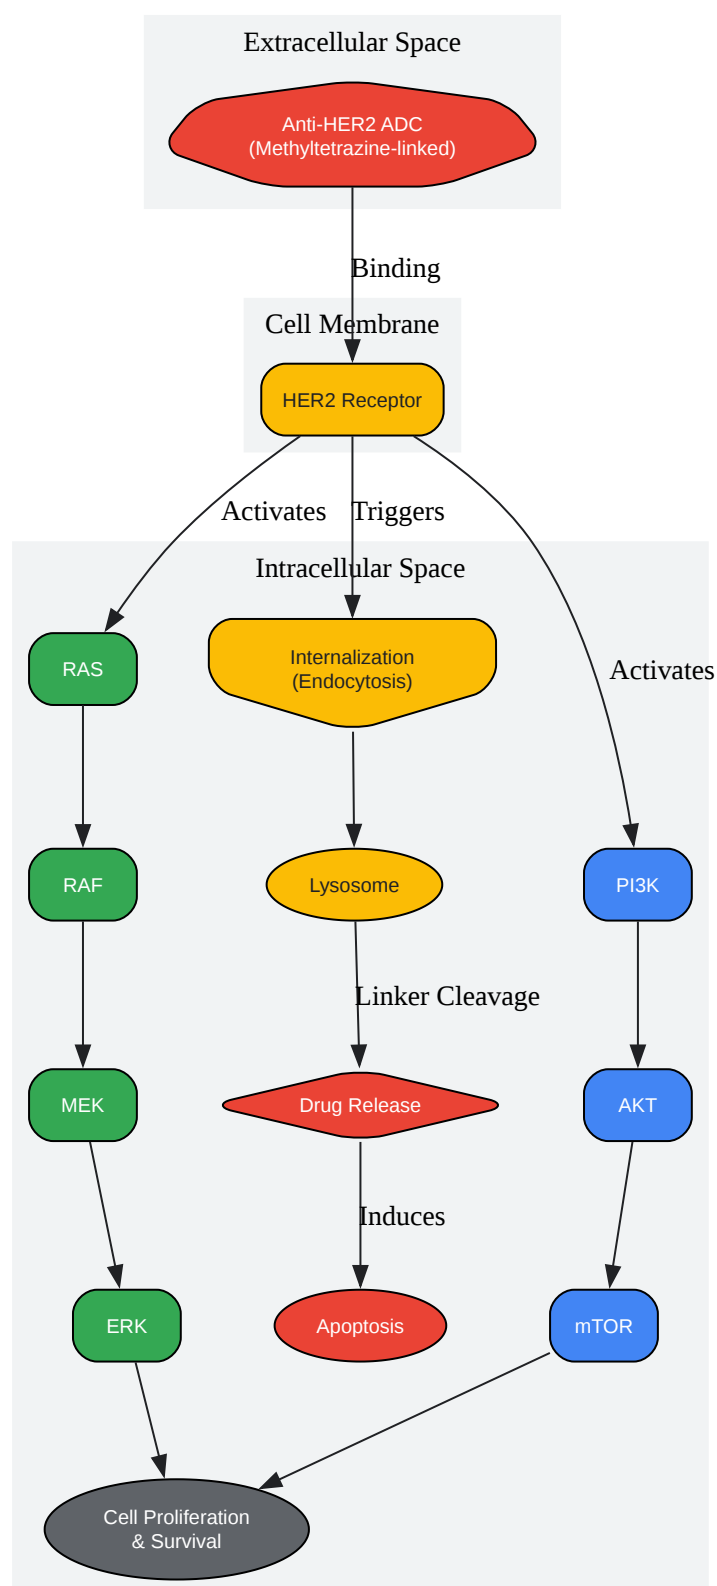 Extracellular Space
Anti-HER2 ADC
(Methyltetrazine-linked)
Binding
Cell Membrane
HER2 Receptor
Activates
Triggers
Intracellular Space
RAS
Internalization
(Endocytosis)
Activates
RAF
Lysosome
PI3K
Linker Cleavage
MEK
Drug Release
AKT
Induces
ERK
Apoptosis
mTOR
Cell Proliferation
& Survival